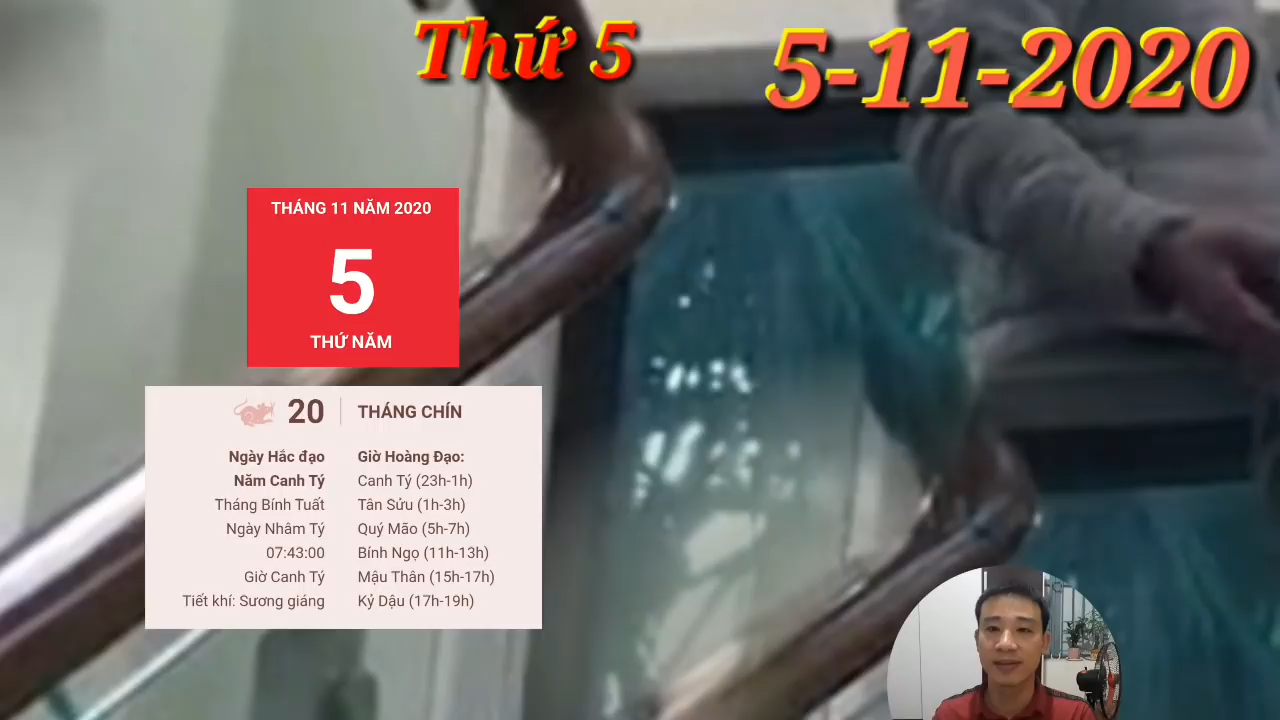 Thứ 5
5-11-2020
THÁNG 11 NĂM 2020
5
THỨ NĂM
20 THÁNG CHÍN
Ngày Hắc đạo
Năm Canh Tý
Tháng Bính Tuất
Ngày Nhâm Tý
07:43:00
Giờ Canh Tý
Tiết khí: Sương giáng
Giờ Hoàng Đạo:
Canh Tý (23h-1h)
Tân Sửu (1h-3h)
Quý Mão (5h-7h)
Bính Ngọ (11h-13h)
Mậu Thân (15h-17h)
Kỷ Dậu (17h-19h)